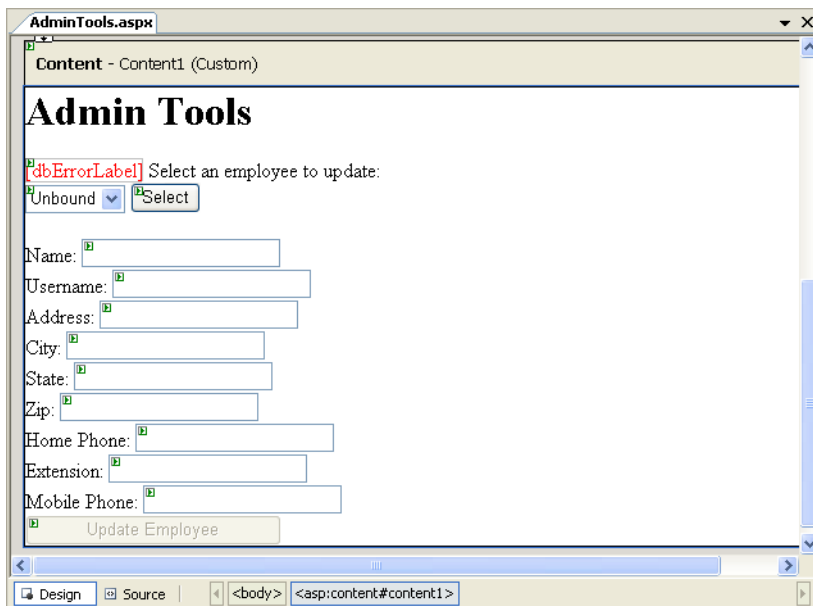 AdminTools.aspx
Content - Content1 (Custom)
Admin Tools
[dbErrorLabel] Select an employee to update:
Unbound Select
Name:
Username:
Address:
City:
State:
Zip:
Home Phone:
Extension:
Mobile Phone:
Update Employee
Design Source <body> <asp:content#content1>